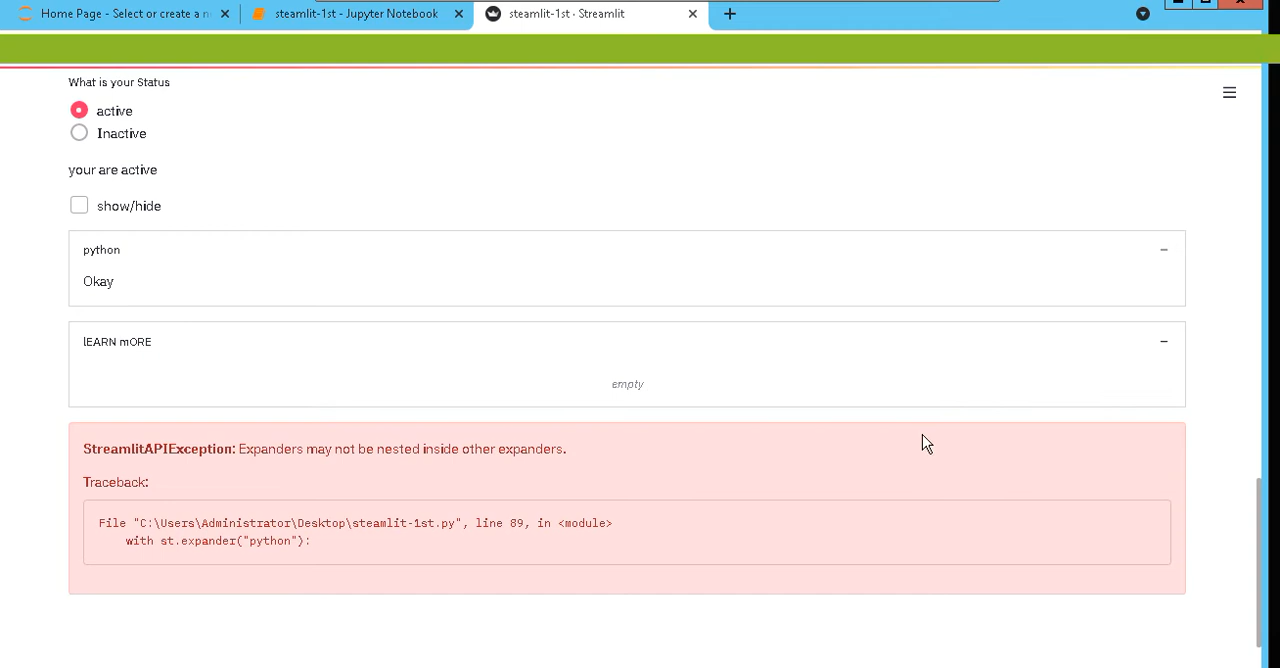 Home Page - Select or create a n
steamlit-1st - Jupyter Notebook
steamlit-1st · Streamlit
What is your Status
active
Inactive
your are active
show/hide
python
Okay
lEARN mORE
empty
StreamlitAPIException: Expanders may not be nested inside other expanders.
Traceback:
File "C:\Users\Administrator\Desktop\steamlit-1st.py", line 89, in <module>
with st.expander("python"):